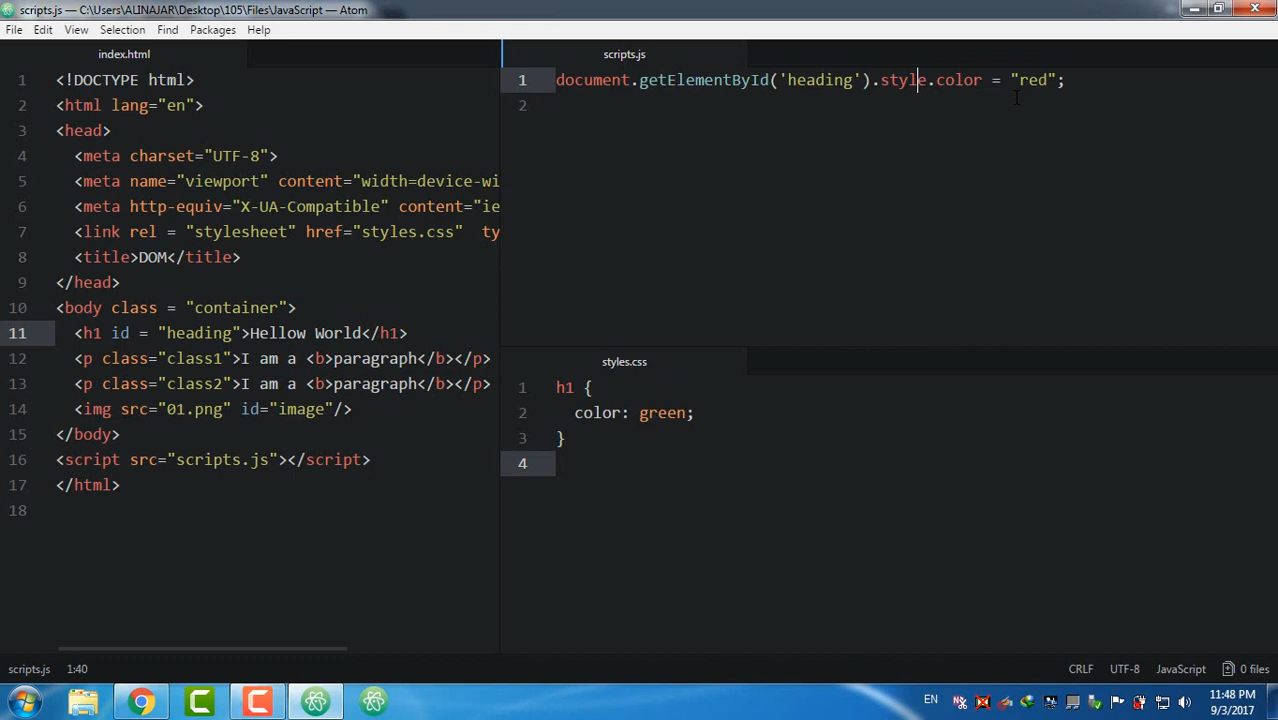 scripts.js — C:\Users\ALINAJAR\Desktop\105\Files\JavaScript — Atom
File Edit View Selection Find Packages Help
index.html
1 <!DOCTYPE html>
2 <html lang="en">
3 <head>
4 <meta charset="UTF-8">
5 <meta name="viewport" content="width=device-wi
6 <meta http-equiv="X-UA-Compatible" content="ie
7 <link rel = "stylesheet" href="styles.css" ty
8 <title>DOM</title>
9 </head>
10 <body class = "container">
11 <h1 id = "heading">Hellow World</h1>
12 <p class="class1">I am a <b>paragraph</b></p>
13 <p class="class2">I am a <b>paragraph</b></p>
14 <img src="01.png" id="image"/>
15 </body>
16 <script src="scripts.js"></script>
17 </html>
18
scripts.js
1 document.getElementById('heading').style.color = "red";
2
styles.css
1 h1 {
2 color: green;
3 }
4
scripts.js 1:40 CRLF UTF-8 JavaScript 0 files
EN
11:48 PM
9/3/2017